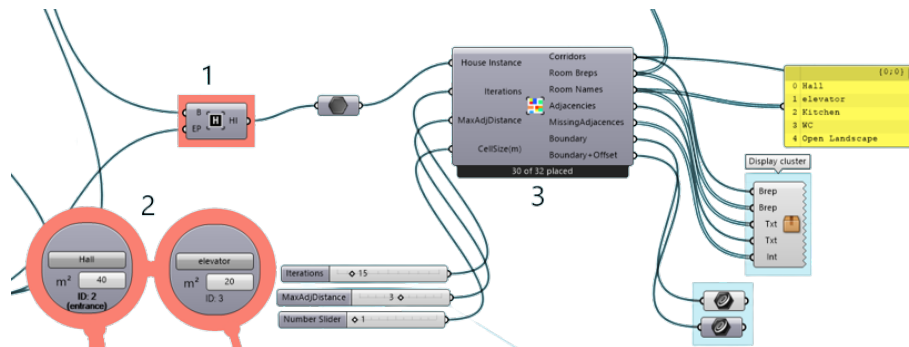 1
B
EP
H
HI
2
Hall
m² 40
ID: 2
(entrance)
elevator
m² 20
ID: 3
House Instance
Iterations
MaxAdjDistance
CellSize(m)
Corridors
Room Breps
Room Names
Adjacencies
MissingAdjacences
Boundary
Boundary+Offset
30 of 32 placed
3
Iterations 15
MaxAdjDistance 3
Number Slider 1
{0;0}
0 Hall
1 elevator
2 Kitchen
3 WC
4 Open Landscape
Display cluster
Brep
Brep
Txt
Txt
Int